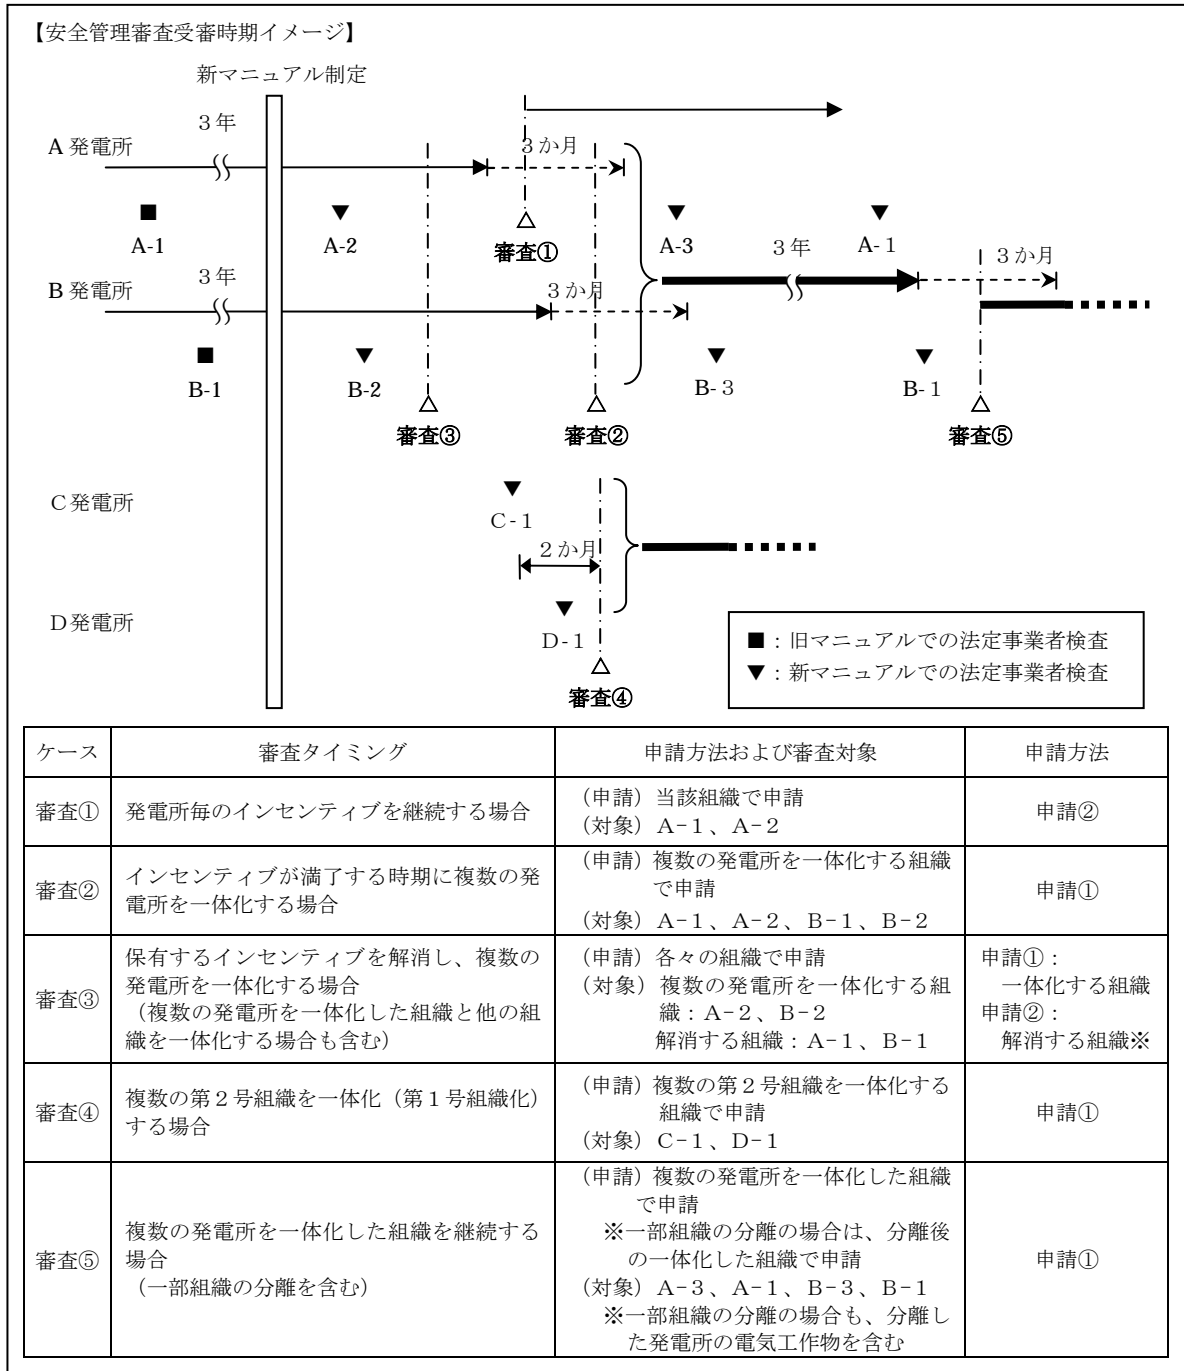 【安全管理審査受審時期イメージ】
新マニュアル制定
3年
A 発電所
3か月
■
A-1
▼
A-2
△
審査①
▼
A-3
▼
A-1
3年
3か月
3年
B 発電所
3か月
■
B-1
▼
B-2
△
審査③
△
審査②
▼
B-3
▼
B-1
△
審査⑤
C発電所
▼
C-1
2か月
D発電所
▼
D-1
△
審査④
■：旧マニュアルでの法定事業者検査
▼：新マニュアルでの法定事業者検査
ケース 審査タイミング 申請方法および審査対象 申請方法
審査① 発電所毎のインセンティブを継続する場合
（申請）当該組織で申請
（対象）A-1、A-2
申請②
審査② インセンティブが満了する時期に複数の発
電所を一体化する場合
（申請）複数の発電所を一体化する組織
で申請
（対象）A-1、A-2、B-1、B-2
申請①
審査③
保有するインセンティブを解消し、複数の
発電所を一体化する場合
（複数の発電所を一体化した組織と他の組
織を一体化する場合も含む）
（申請）各々の組織で申請
（対象）複数の発電所を一体化する組
織：A-2、B-2
解消する組織：A-1、B-1
申請①：
一体化する組織
申請②：
解消する組織※
審査④
複数の第2号組織を一体化（第1号組織化）
する場合
（申請）複数の第2号組織を一体化する
組織で申請
（対象）C-1、D-1
申請①
審査⑤
複数の発電所を一体化した組織を継続する
場合
（一部組織の分離を含む）
（申請）複数の発電所を一体化した組織
で申請
※一部組織の分離の場合は、分離後
の一体化した組織で申請
（対象）A-3、A-1、B-3、B-1
※一部組織の分離の場合も、分離し
た発電所の電気工作物を含む
申請①